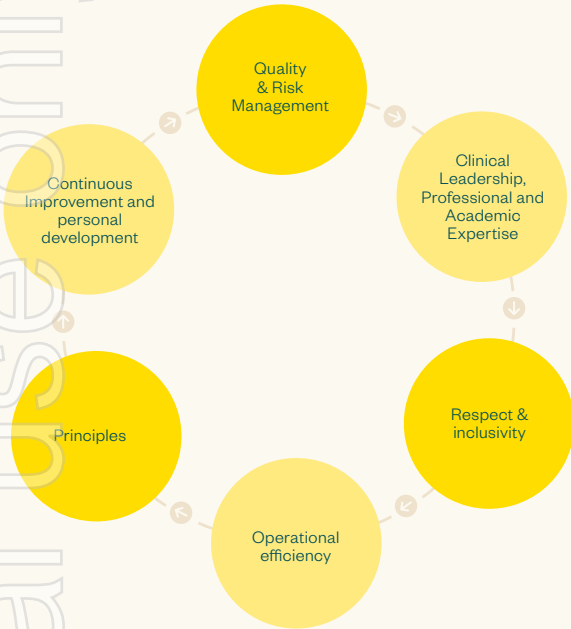 Quality
& Risk
Management
Clinical
Leadership,
Professional and
Academic
Expertise
Respect &
inclusivity
Operational
efficiency
Principles
Continuous
Improvement and
personal
development
use